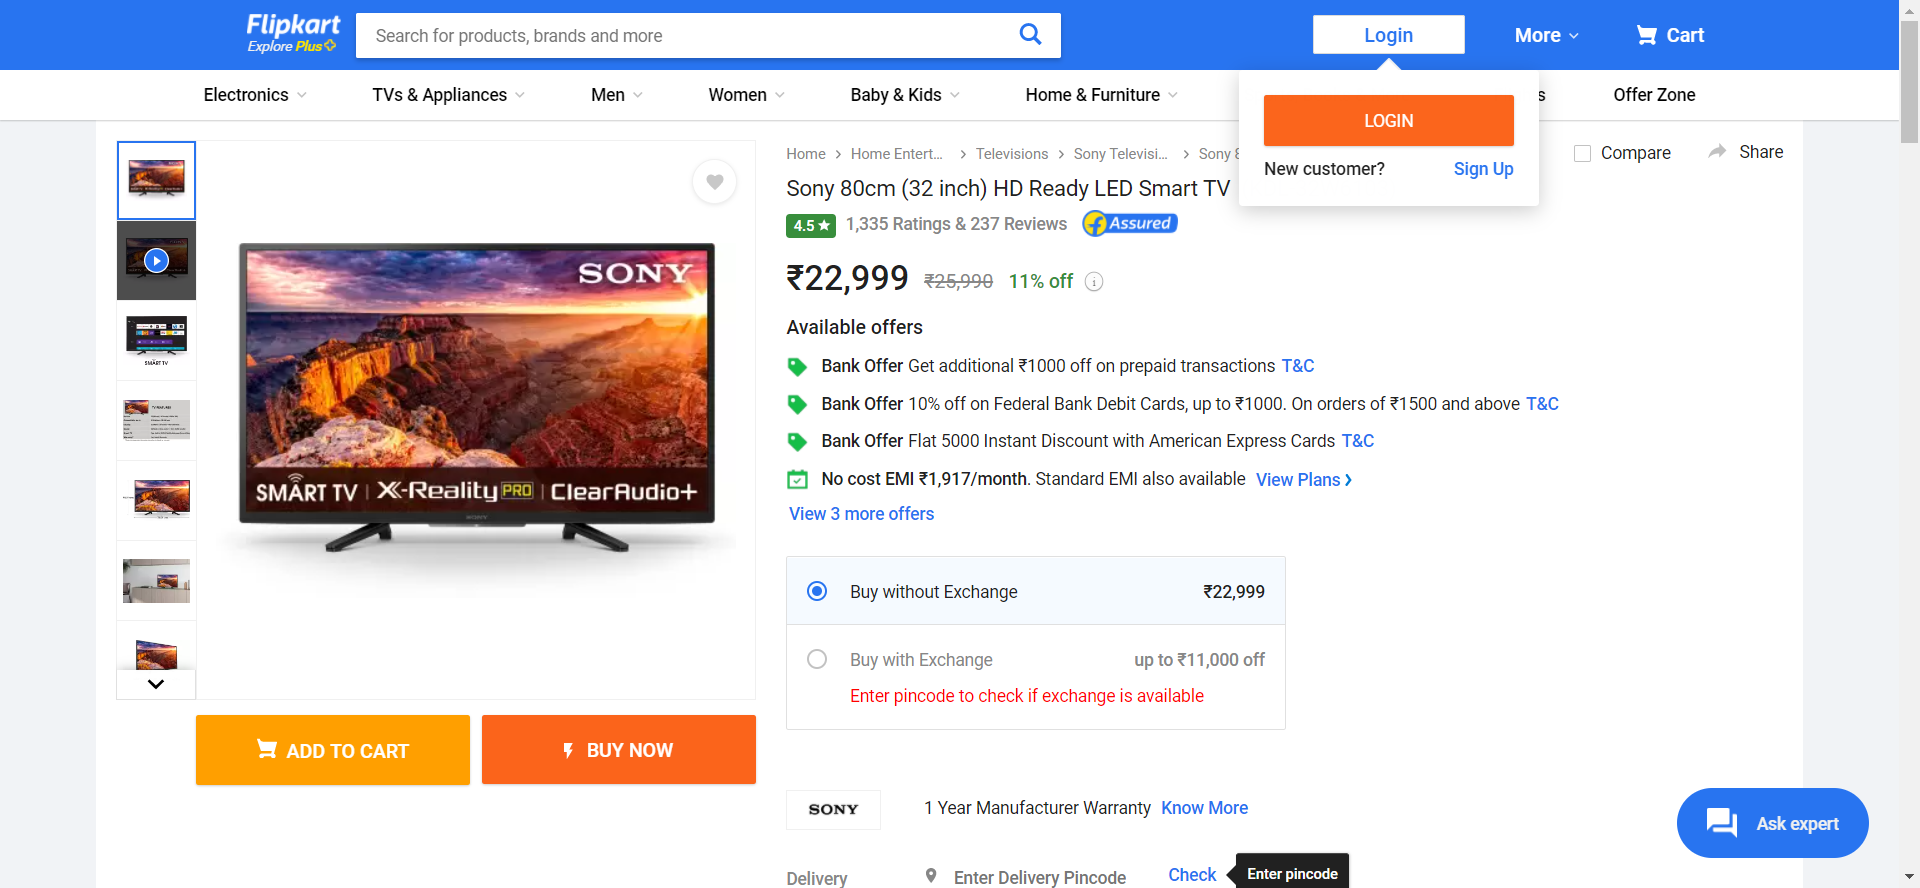 Flipkart
Explore Plus
Search for products, brands and more
Login
More
Cart
Electronics
TVs & Appliances
Men
Women
Baby & Kids
Home & Furniture
s
Offer Zone
LOGIN
New customer? Sign Up
Home
Home Entert...
Televisions
Sony Televisi...
Sony 8
Compare
Share
Sony 80cm (32 inch) HD Ready LED Smart TV
4.5★ 1,335 Ratings & 237 Reviews Assured
₹22,999 ₹25,990 11% off
Available offers
Bank Offer Get additional ₹1000 off on prepaid transactions T&C
Bank Offer 10% off on Federal Bank Debit Cards, up to ₹1000. On orders of ₹1500 and above T&C
Bank Offer Flat 5000 Instant Discount with American Express Cards T&C
No cost EMI ₹1,917/month. Standard EMI also available View Plans
View 3 more offers
Buy without Exchange ₹22,999
Buy with Exchange up to ₹11,000 off
Enter pincode to check if exchange is available
SONY
SMART TV | X-Reality PRO | ClearAudio+
SONY
SMART TV
TV FEATURES
ADD TO CART
BUY NOW
SONY
1 Year Manufacturer Warranty Know More
Delivery
Enter Delivery Pincode
Check
Enter pincode
Ask expert